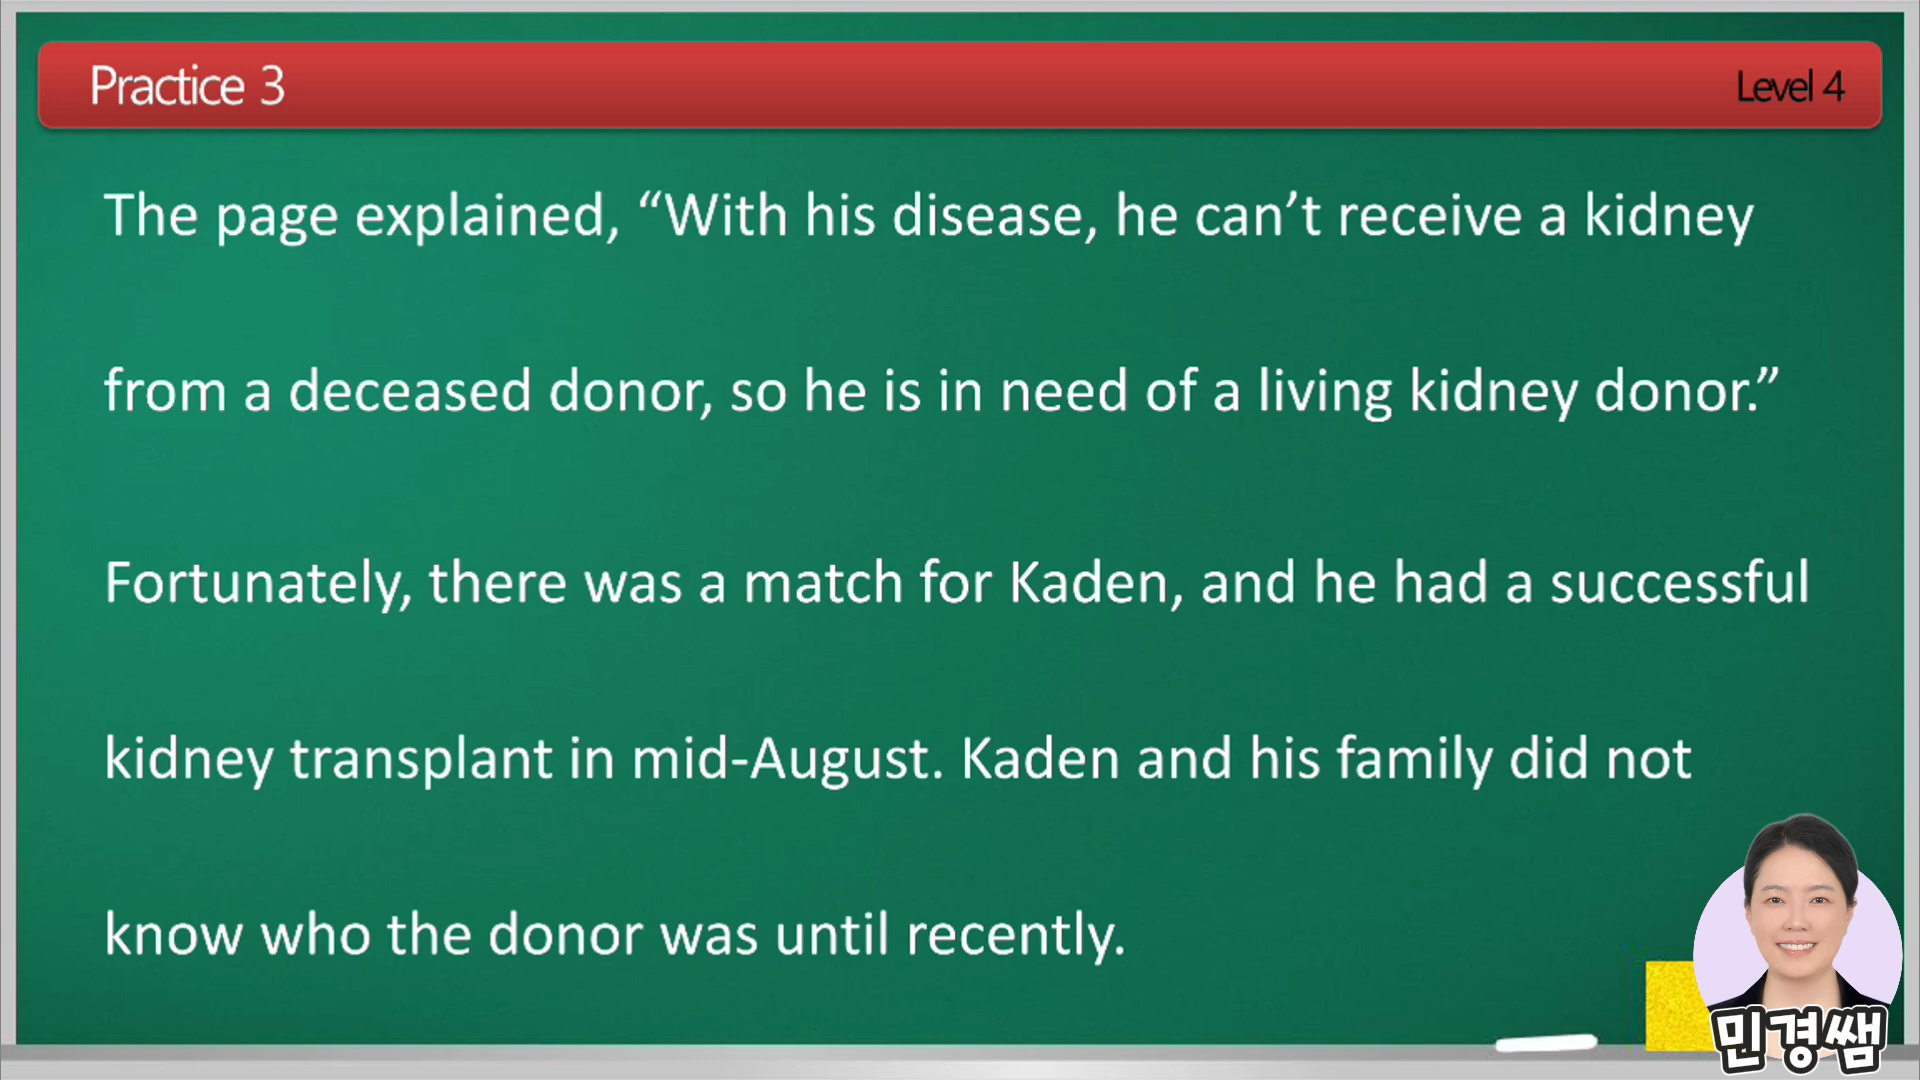 Practice 3
Level 4
The page explained, “With his disease, he can’t receive a kidney
from a deceased donor, so he is in need of a living kidney donor.”
Fortunately, there was a match for Kaden, and he had a successful
kidney transplant in mid-August. Kaden and his family did not
know who the donor was until recently.
민경쌤